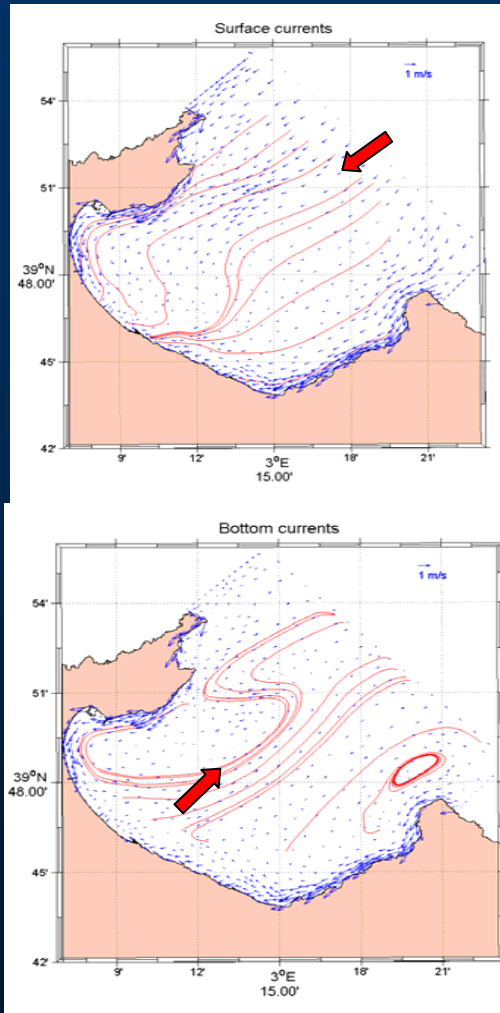 Surface currents
1 m/s
54'
51'
39°N
48.00'
45'
42'
9' 12' 3°E 18' 21'
15.00'
Bottom currents
1 m/s
54'
51'
39°N
48.00'
45'
42'
9' 12' 3°E 18' 21'
15.00'